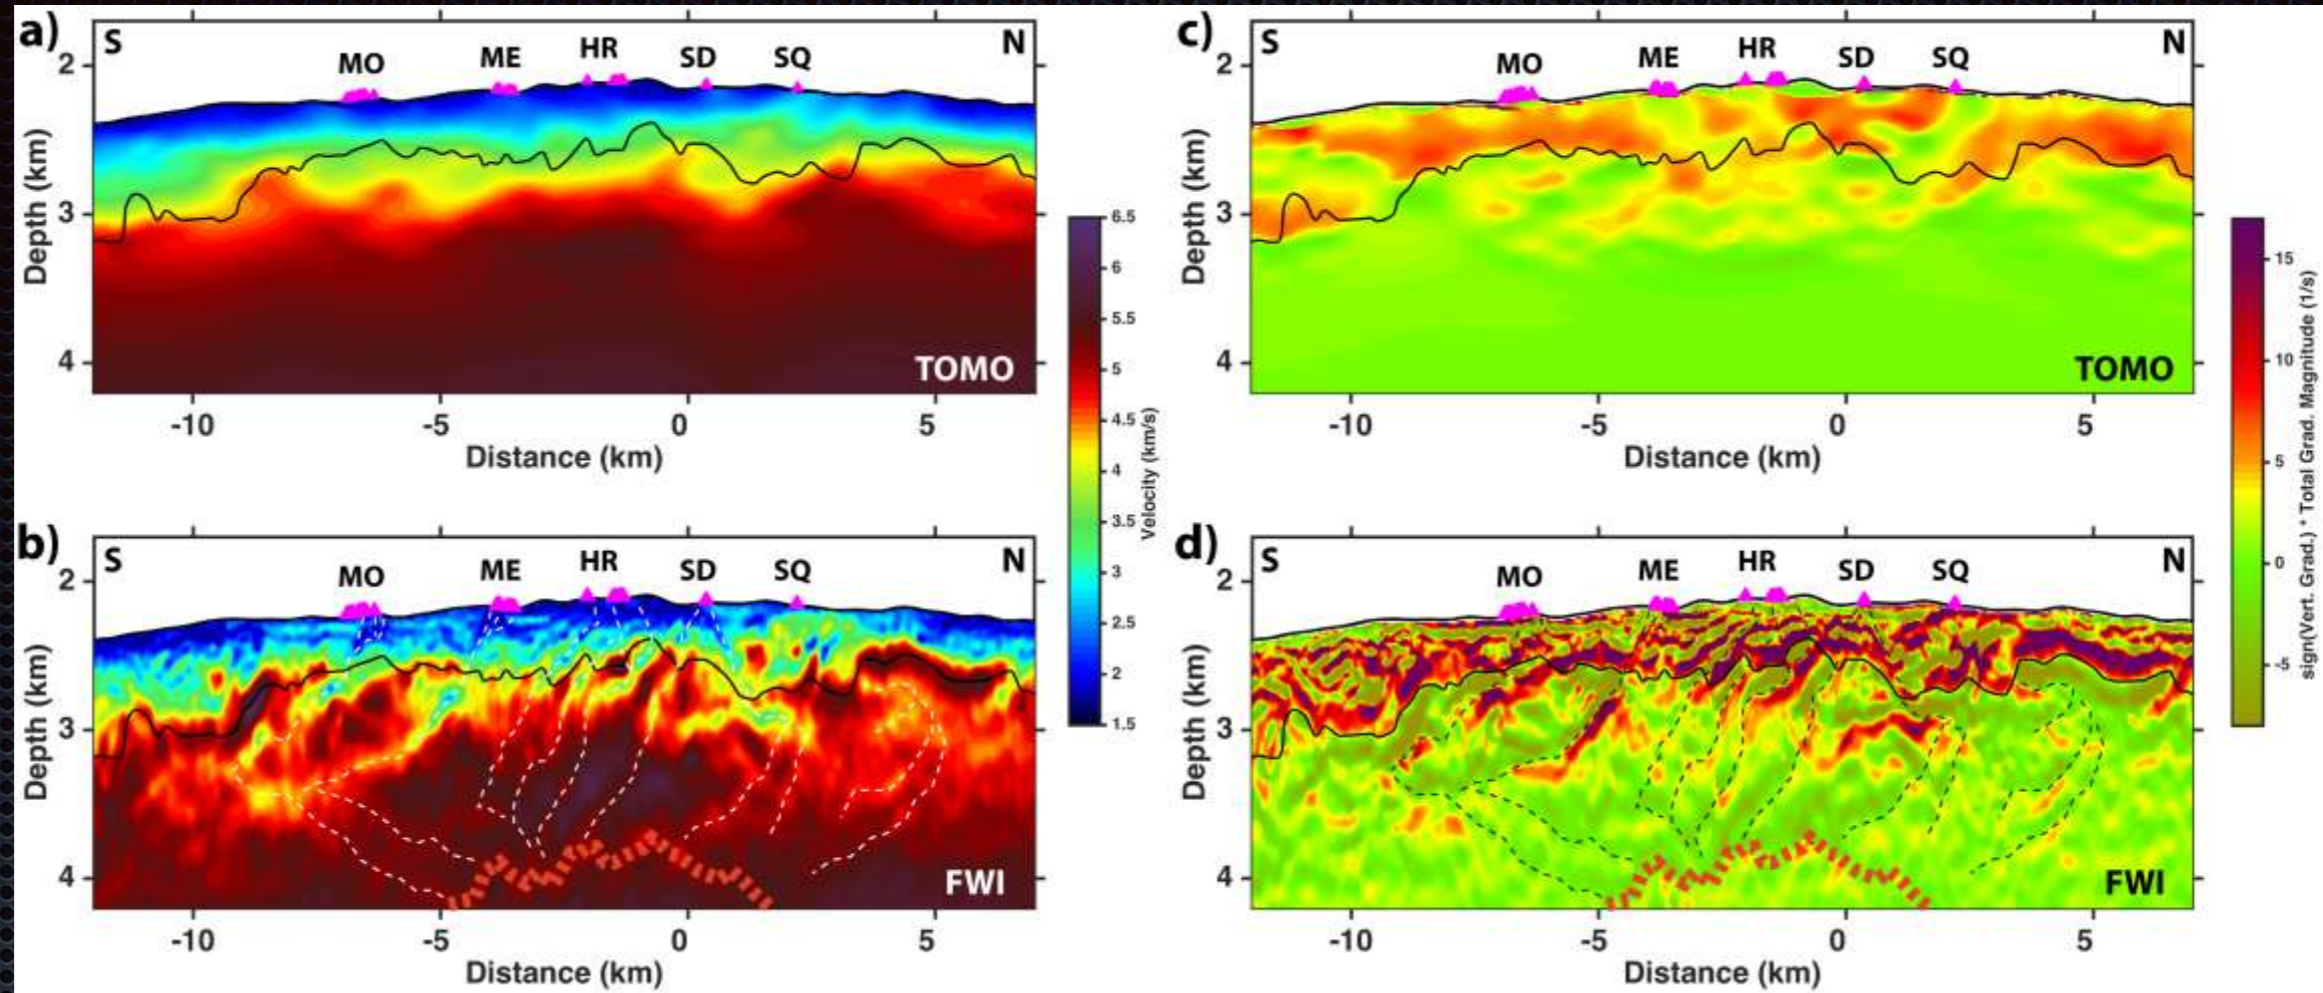 a)
S
MO
ME
HR
SD
SQ
N
2
3
4
Depth (km)
TOMO
-10
-5
0
5
Distance (km)
b)
S
MO
ME
HR
SD
SQ
N
2
3
4
Depth (km)
FWI
-10
-5
0
5
Distance (km)
6.5
6
5.5
5
4.5
4
3.5
3
2.5
2
1.5
Velocity (km/s)
c)
S
MO
ME
HR
SD
SQ
N
2
3
4
Depth (km)
TOMO
-10
-5
0
5
Distance (km)
d)
S
MO
ME
HR
SD
SQ
N
2
3
4
Depth (km)
FWI
-10
-5
0
5
Distance (km)
15
10
5
0
-5
sign(Vert. Grad.) * Total Grad. Magnitude (1/s)